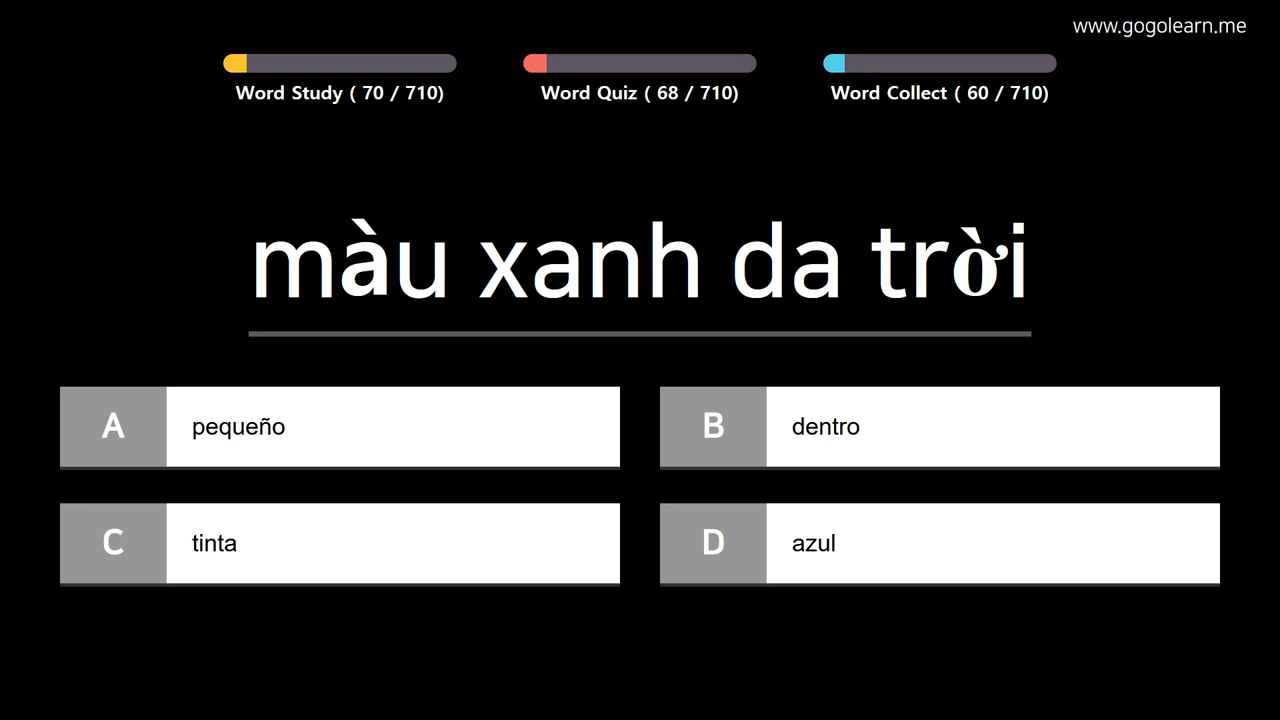 www.gogolearn.me
Word Study ( 70 / 710)
Word Quiz ( 68 / 710)
Word Collect ( 60 / 710)
màu xanh da trời
A pequeño
B dentro
C tinta
D azul